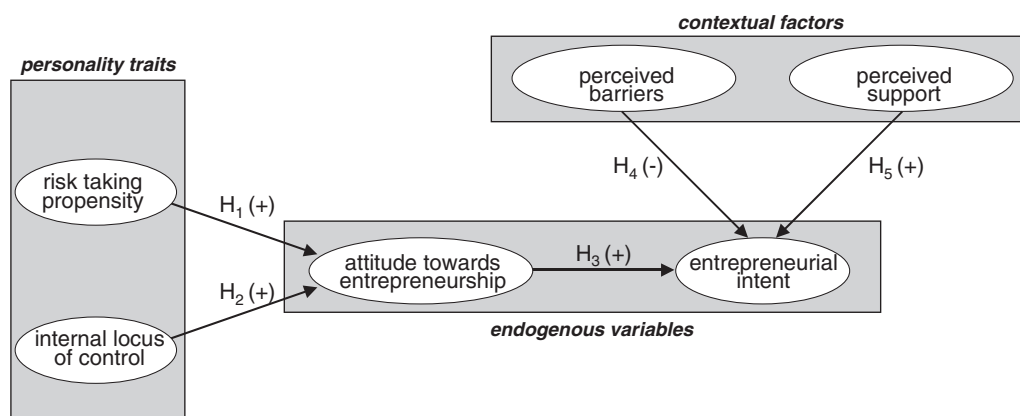 contextual factors
personality traits
perceived
barriers
perceived
support
H4 (-)
H5 (+)
risk taking
propensity
H1 (+)
attitude towards
entrepreneurship
H3 (+)
entrepreneurial
intent
H2 (+)
internal locus
of control
endogenous variables